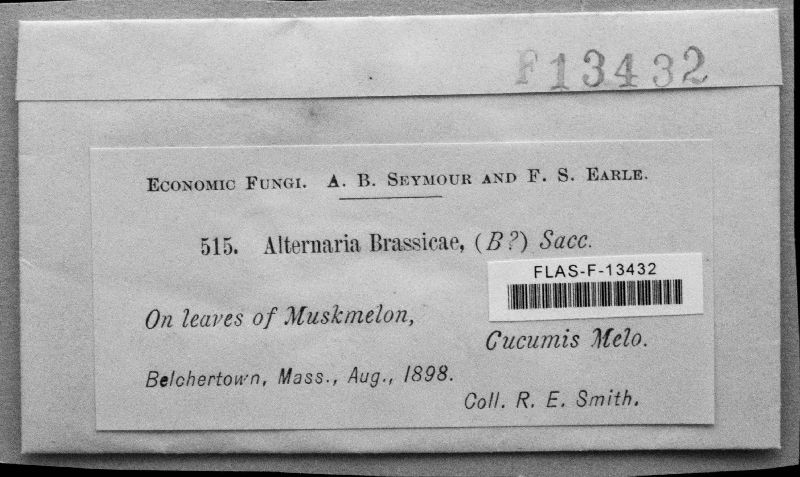 F13432
Economic Fungi. A. B. Seymour and F. S. Earle.
515. Alternaria Brassicae, (B?) Sacc.
FLAS-F-13432
On leaves of Muskmelon,
Cucumis Melo.
Belchertown, Mass., Aug., 1898.
Coll. R. E. Smith.